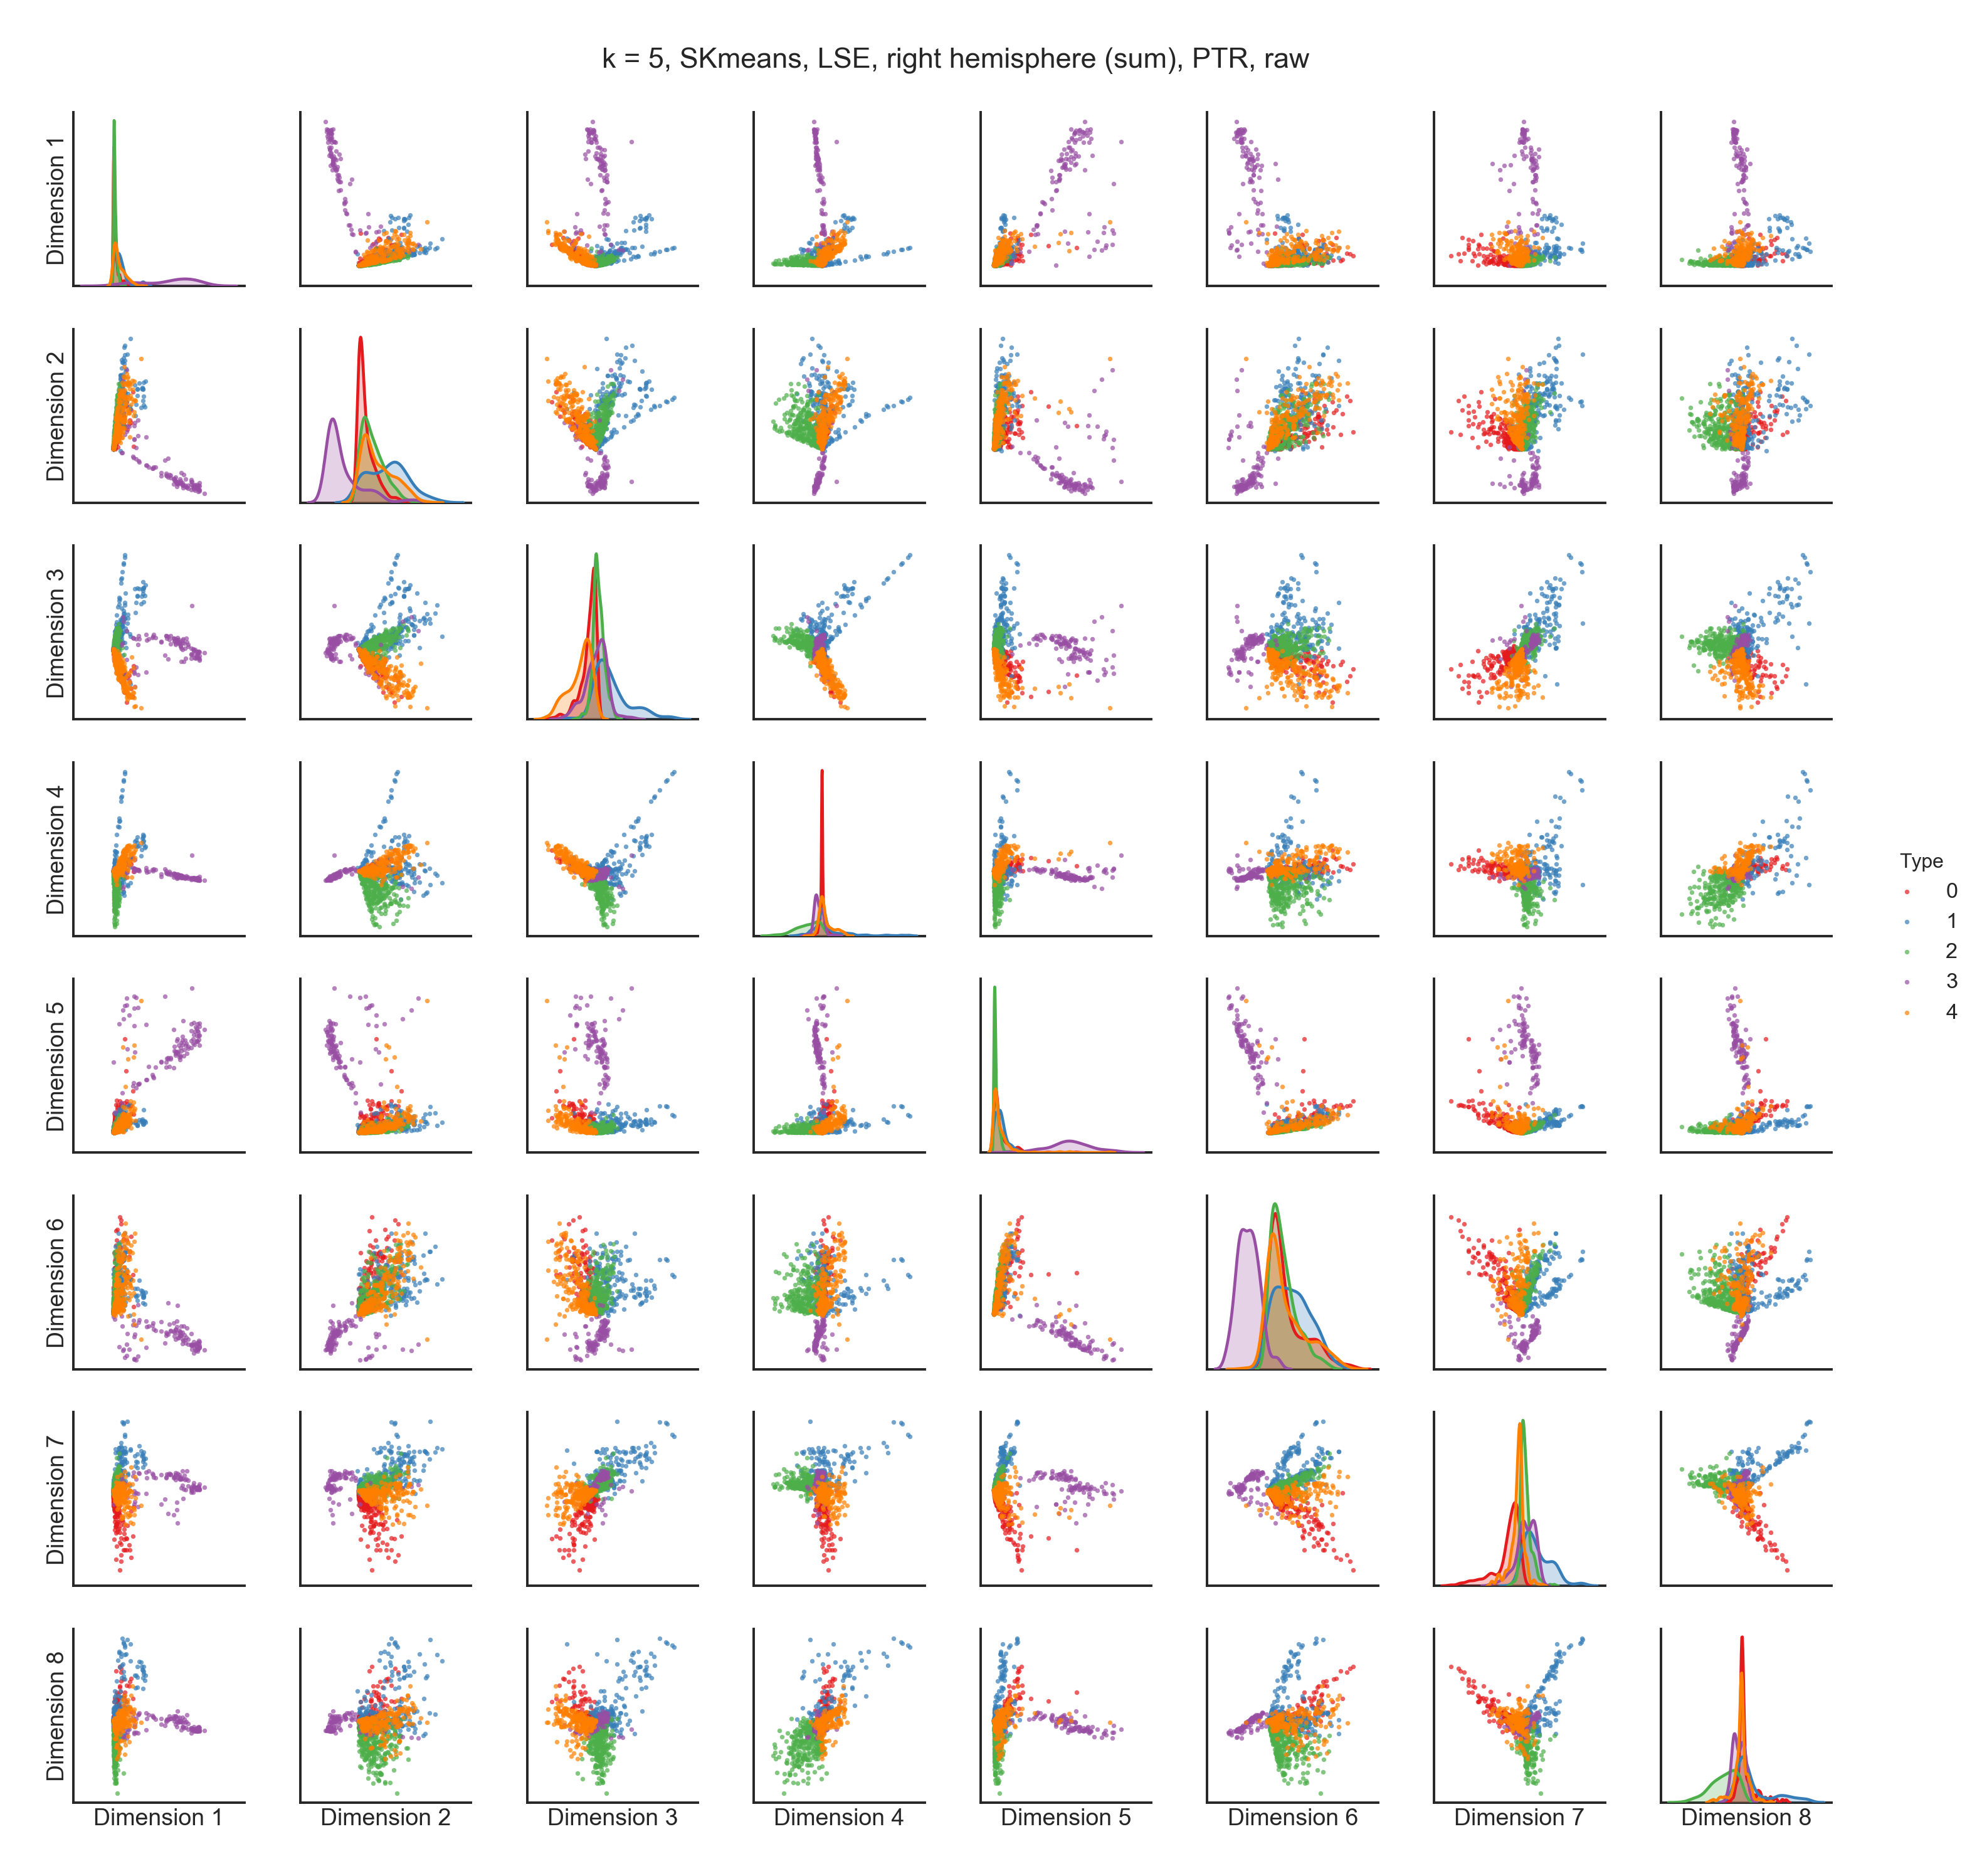 k = 5, SKmeans, LSE, right hemisphere (sum), PTR, raw
Dimension 1
Dimension 2
Dimension 3
Dimension 4
Dimension 5
Dimension 6
Dimension 7
Dimension 8
Type
0
1
2
3
4
Dimension 1
Dimension 2
Dimension 3
Dimension 4
Dimension 5
Dimension 6
Dimension 7
Dimension 8